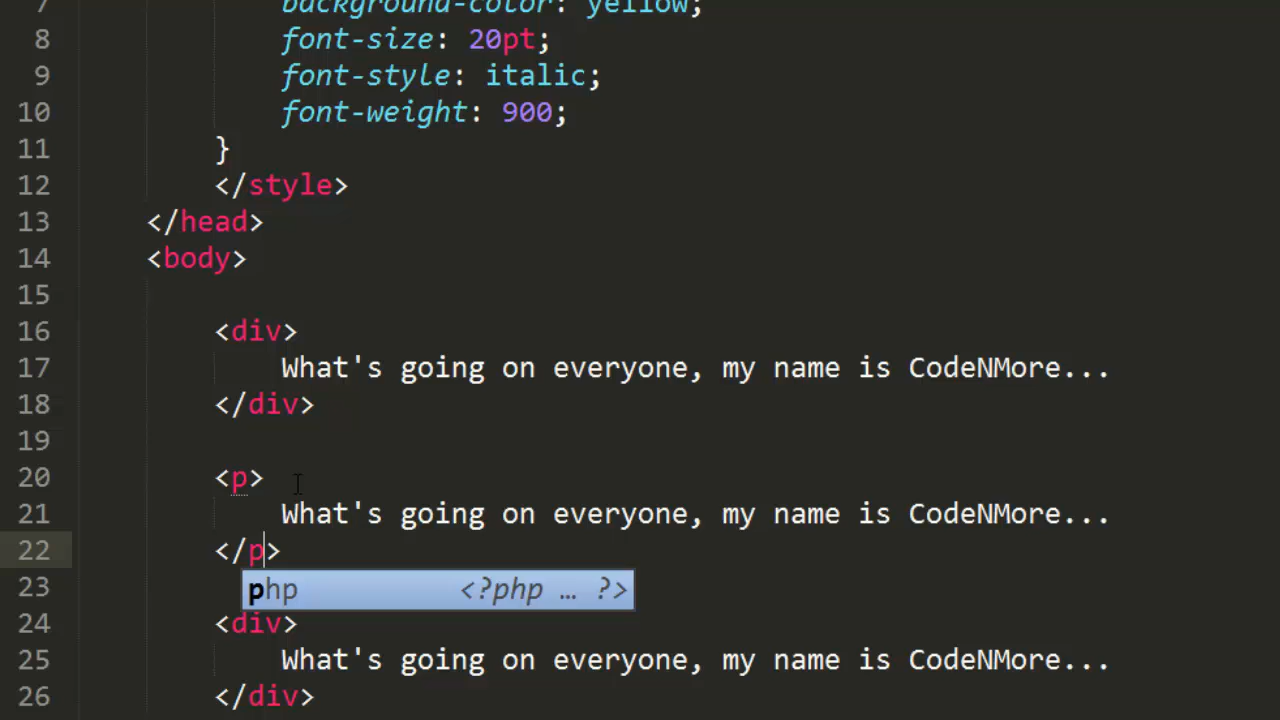 7 background-color: yellow;
8 font-size: 20pt;
9 font-style: italic;
10 font-weight: 900;
11 }
12 </style>
13 </head>
14 <body>
15
16 <div>
17 What's going on everyone, my name is CodeNMore...
18 </div>
19
20 <p>
21 What's going on everyone, my name is CodeNMore...
22 </p>
23 php <?php … ?>
24 <div>
25 What's going on everyone, my name is CodeNMore...
26 </div>